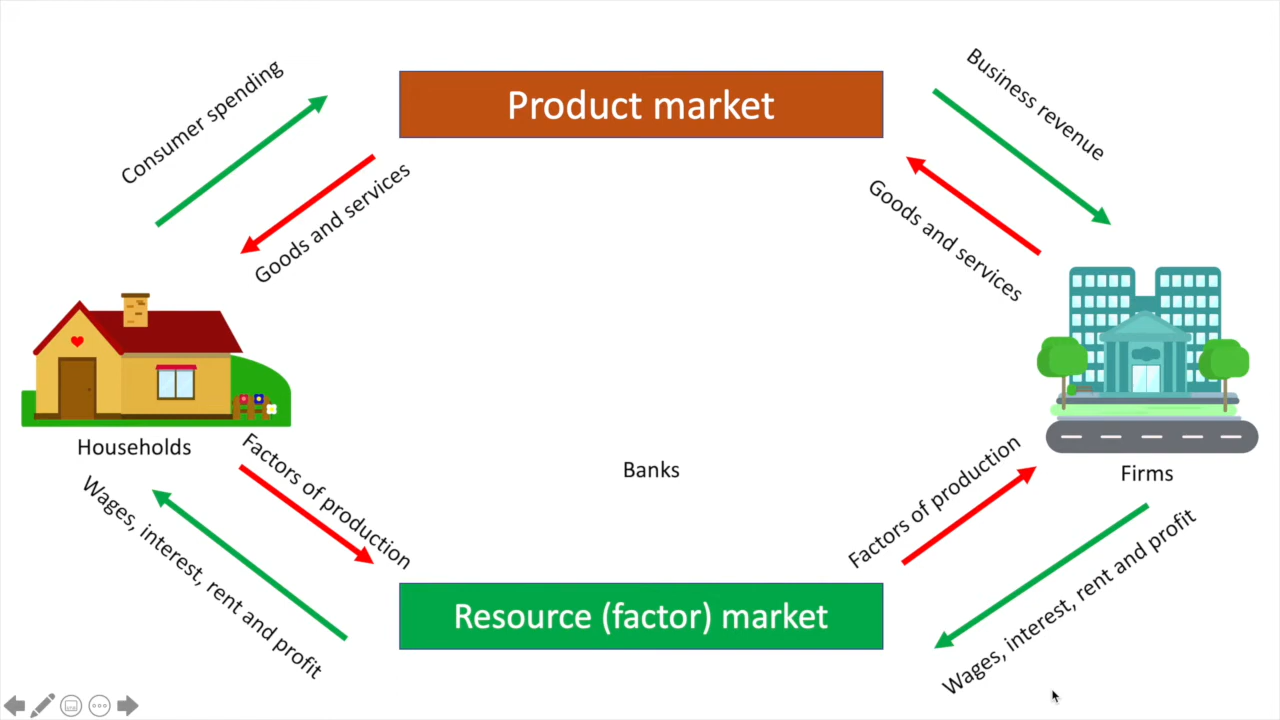 Consumer spending
Product market
Business revenue
Goods and services
Goods and services
Households
Banks
Firms
Factors of production
Factors of production
Wages, interest, rent and profit
Resource (factor) market
Wages, interest, rent and profit